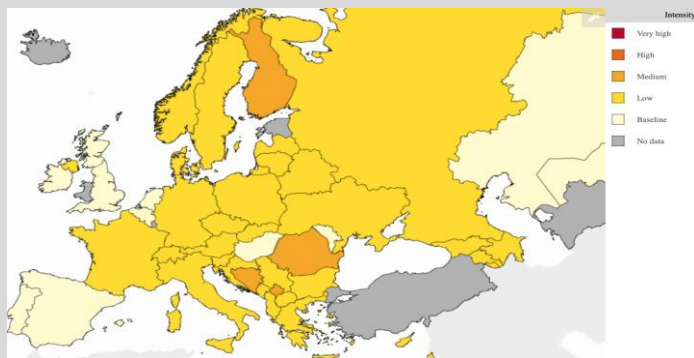 Intensity
Very high
High
Medium
Low
Baseline
No data